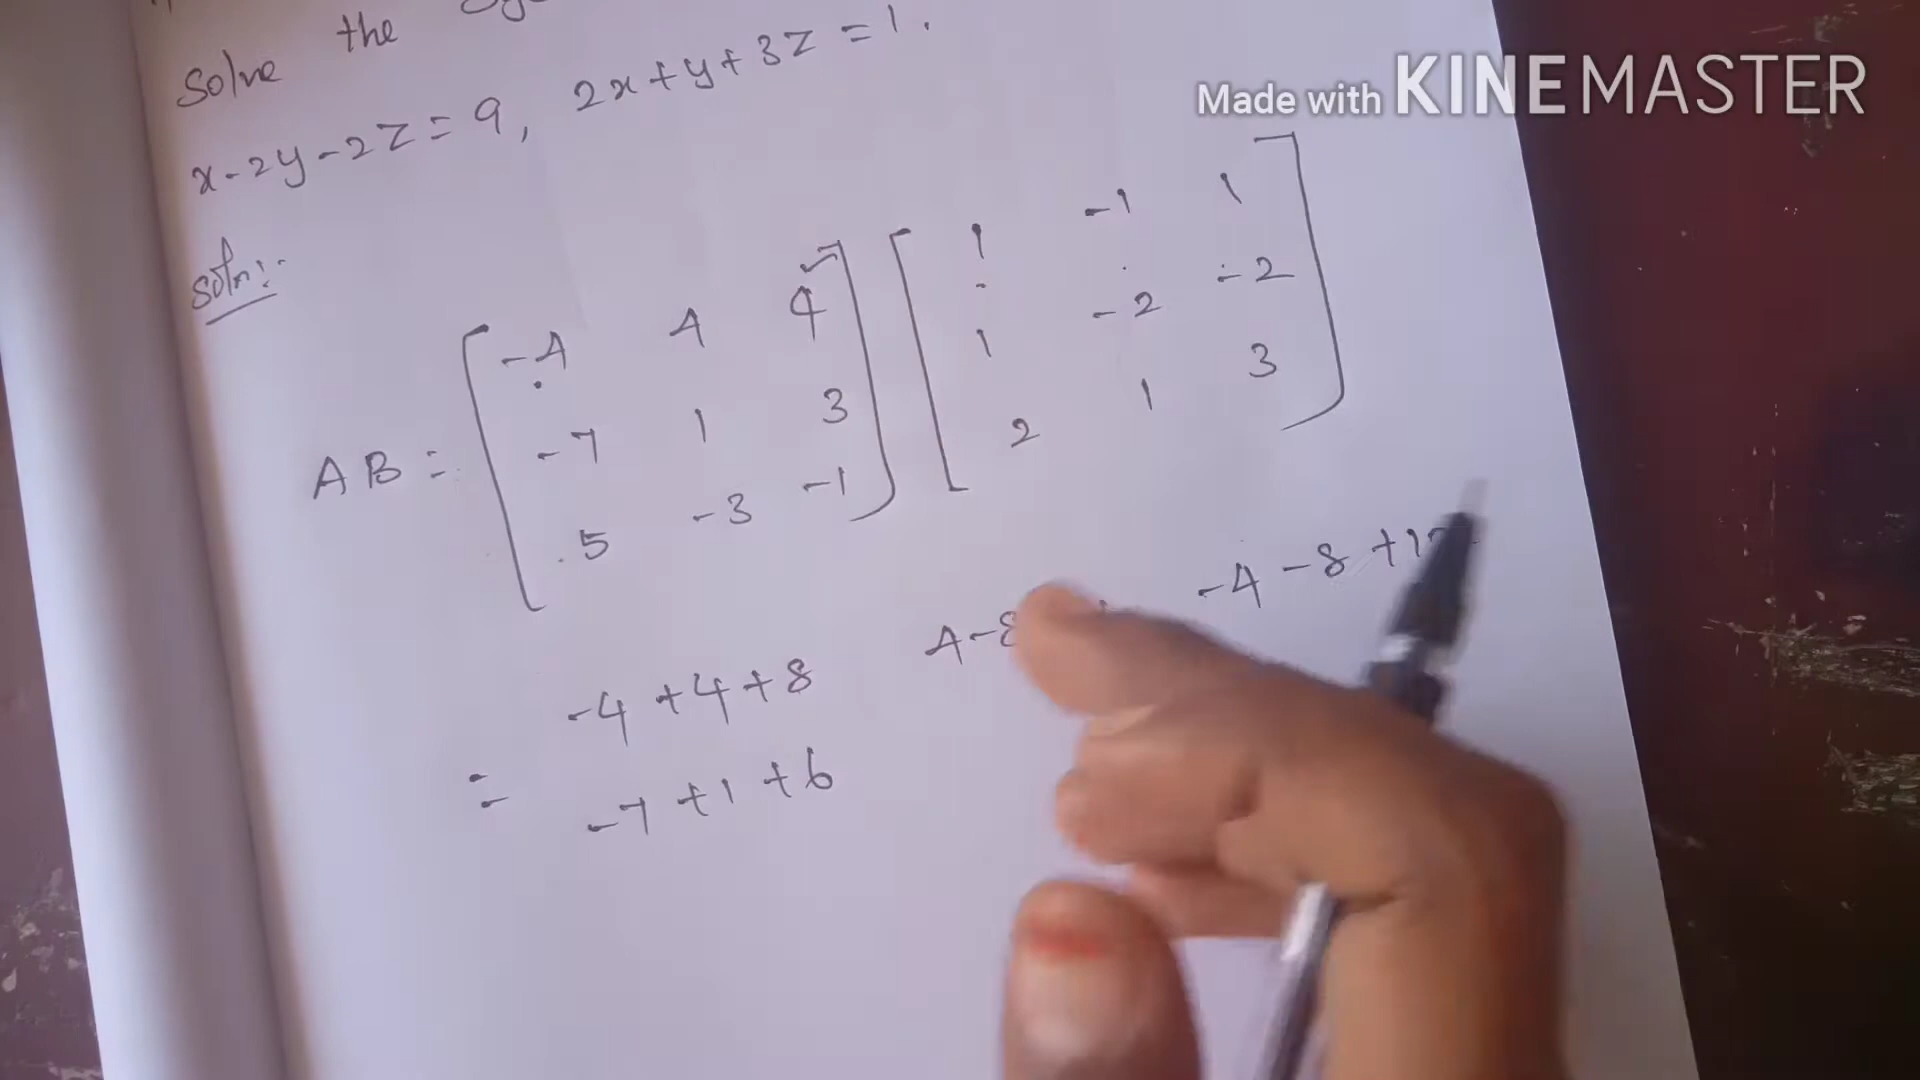 Solve the
x-2y-2z=9, 2x+y+3z=1.
Soln:-
AB = [ -4 4 4 ] [ 1 -1 1 ]
-7 1 3 1 -2 -2
5 -3 -1 2 1 3
= -4+4+8 4-8 -4-8+12
-7+1+6
Made with KINEMASTER